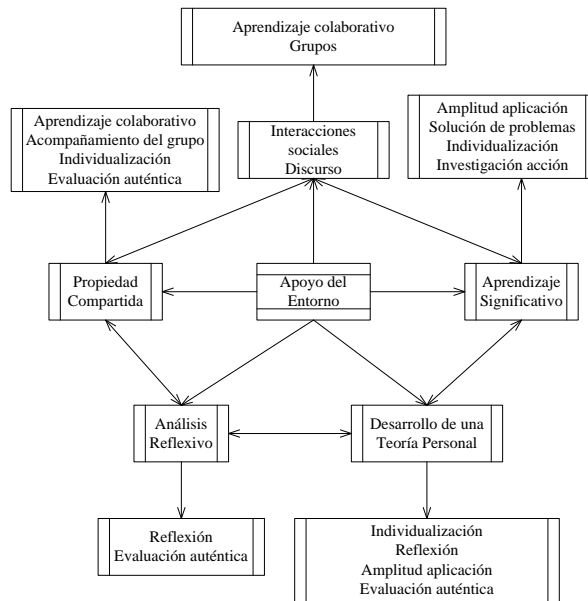 Aprendizaje colaborativo
Grupos
Aprendizaje colaborativo
Acompañamiento del grupo
Individualización
Evaluación auténtica
Interacciones
sociales
Discurso
Amplitud aplicación
Solución de problemas
Individualización
Investigación acción
Propiedad
Compartida
Apoyo del
Entorno
Aprendizaje
Significativo
Análisis
Reflexivo
Desarrollo de una
Teoría Personal
Reflexión
Evaluación auténtica
Individualización
Reflexión
Amplitud aplicación
Evaluación auténtica